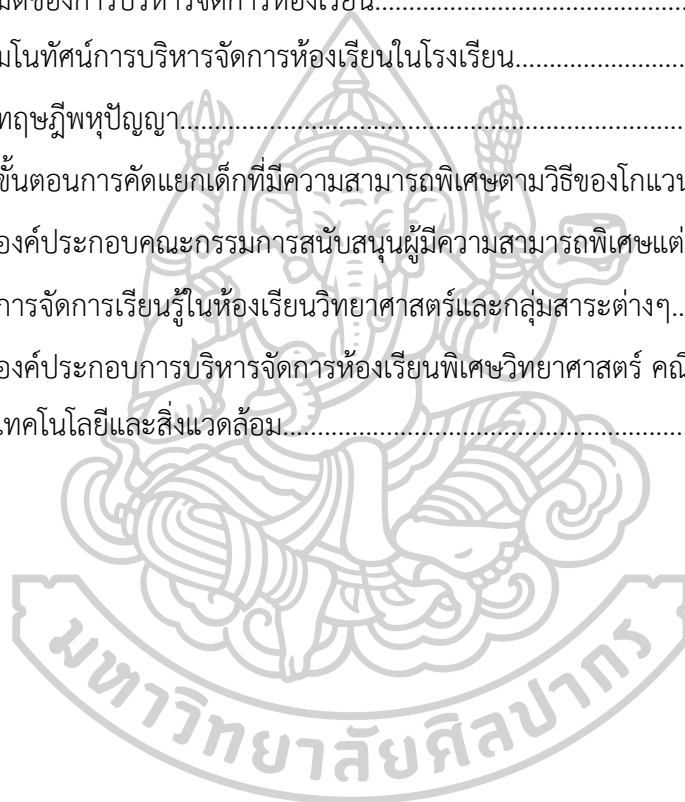 มิติของการบริหารจัดการห้องเรียน
มโนทัศน์การบริหารจัดการห้องเรียนในโรงเรียน
ทฤษฎีพหุปัญญา
ขั้นตอนการคัดแยกเด็กที่มีความสามารถพิเศษตามวิธีของโกแวน
องค์ประกอบคณะกรรมการสนับสนุนผู้มีความสามารถพิเศษแต่
การจัดการเรียนรู้ในห้องเรียนวิทยาศาสตร์และกลุ่มสาระต่างๆ
องค์ประกอบการบริหารจัดการห้องเรียนพิเศษวิทยาศาสตร์ คณิ
เทคโนโลยีและสิ่งแวดล้อม
มหาวิทยาลัยศิลปากร